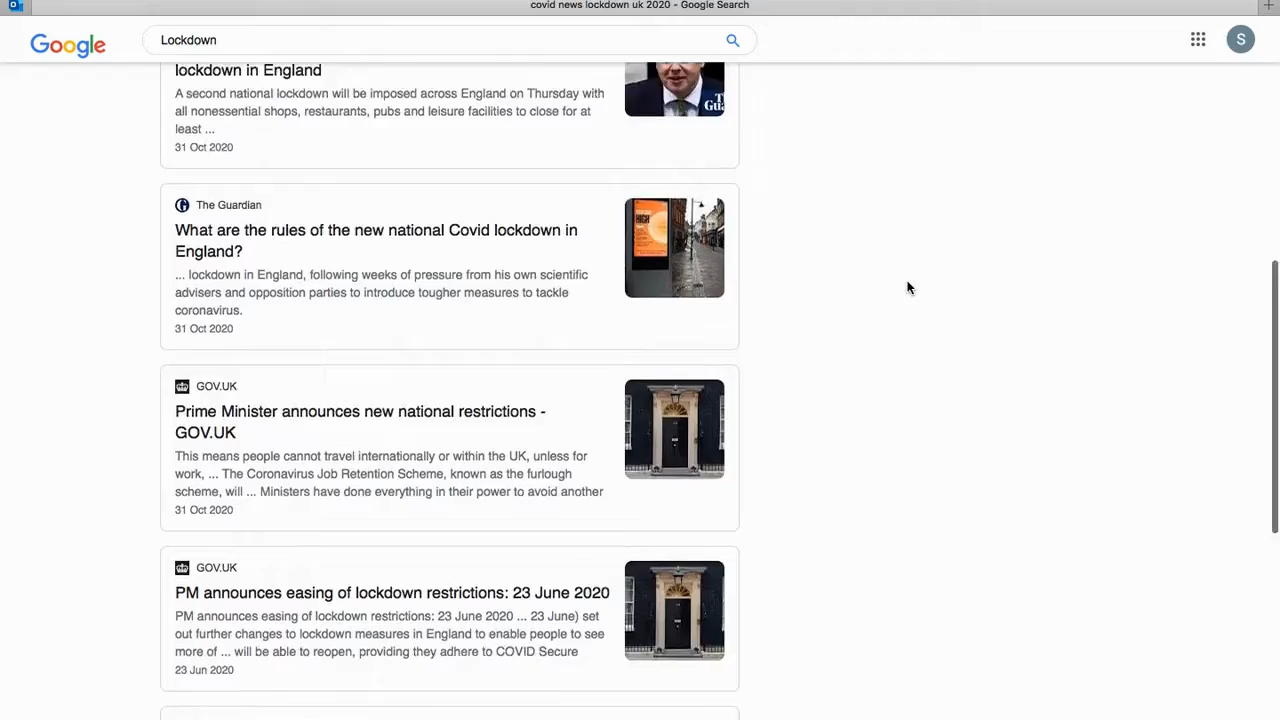 covid news lockdown uk 2020 - Google Search
Google
Lockdown
S
lockdown in England
A second national lockdown will be imposed across England on Thursday with
all nonessential shops, restaurants, pubs and leisure facilities to close for at
least ...
31 Oct 2020
The Guardian
What are the rules of the new national Covid lockdown in
England?
... lockdown in England, following weeks of pressure from his own scientific
advisers and opposition parties to introduce tougher measures to tackle
coronavirus.
31 Oct 2020
HIGH
GOV.UK
Prime Minister announces new national restrictions -
GOV.UK
This means people cannot travel internationally or within the UK, unless for
work, ... The Coronavirus Job Retention Scheme, known as the furlough
scheme, will ... Ministers have done everything in their power to avoid another
31 Oct 2020
GOV.UK
PM announces easing of lockdown restrictions: 23 June 2020
PM announces easing of lockdown restrictions: 23 June 2020 ... 23 June) set
out further changes to lockdown measures in England to enable people to see
more of ... will be able to reopen, providing they adhere to COVID Secure
23 Jun 2020